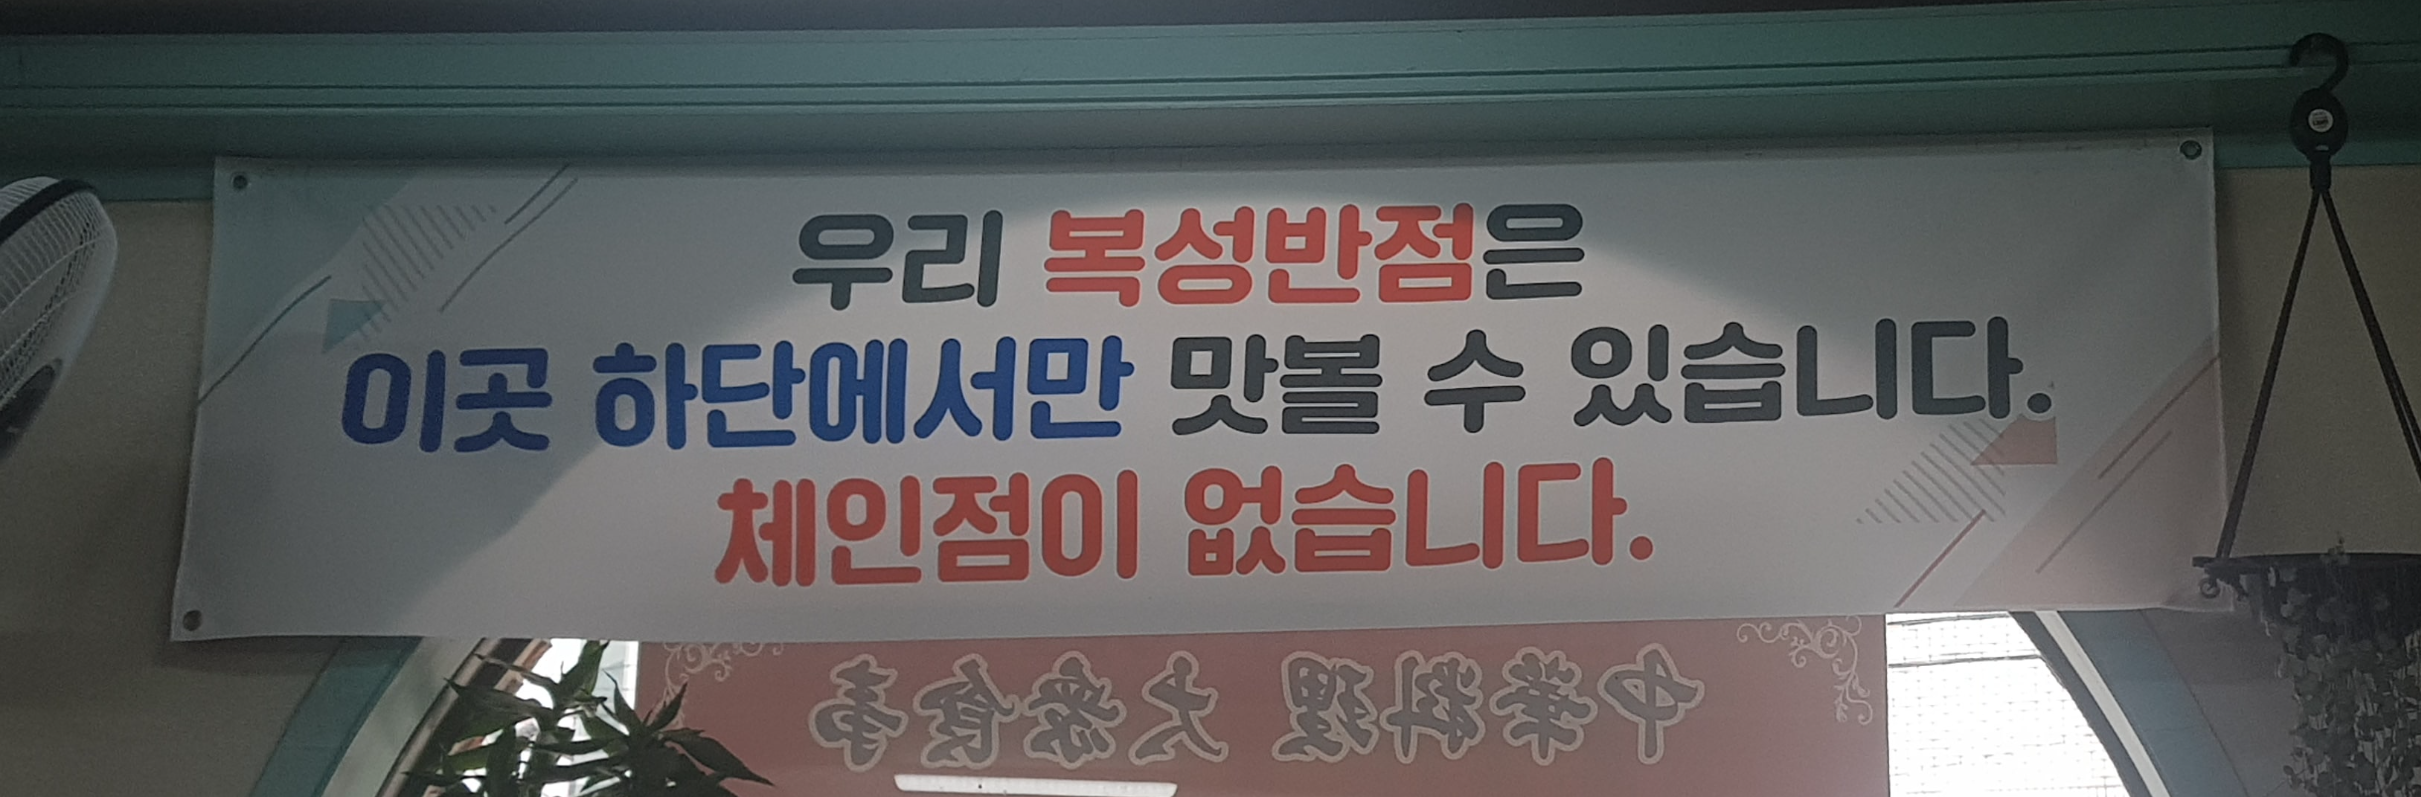 우리 복성반점은
이곳 하단에서만 맛볼 수 있습니다.
체인점이 없습니다.
中華料理 大衆食